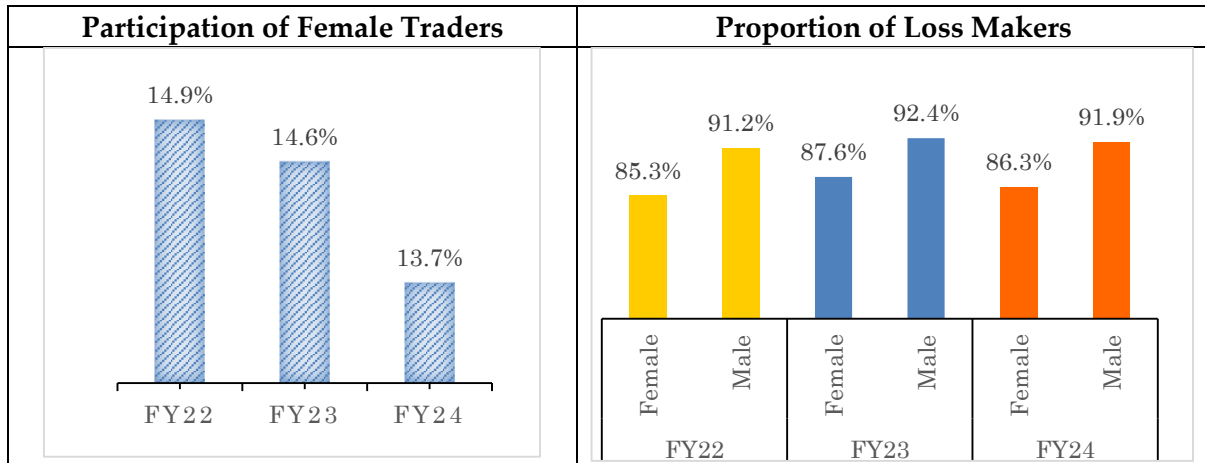 Participation of Female Traders
14.9%
14.6%
13.7%
FY22 FY23 FY24
Proportion of Loss Makers
85.3%
91.2%
87.6%
92.4%
86.3%
91.9%
Female Male Female Male Female Male
FY22 FY23 FY24